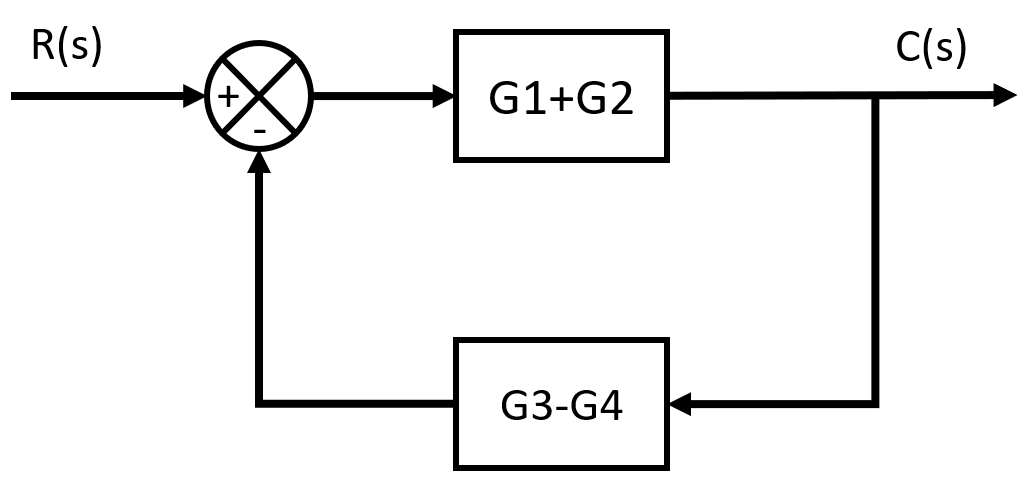 R(s)
C(s)
+
-
G1+G2
G3-G4